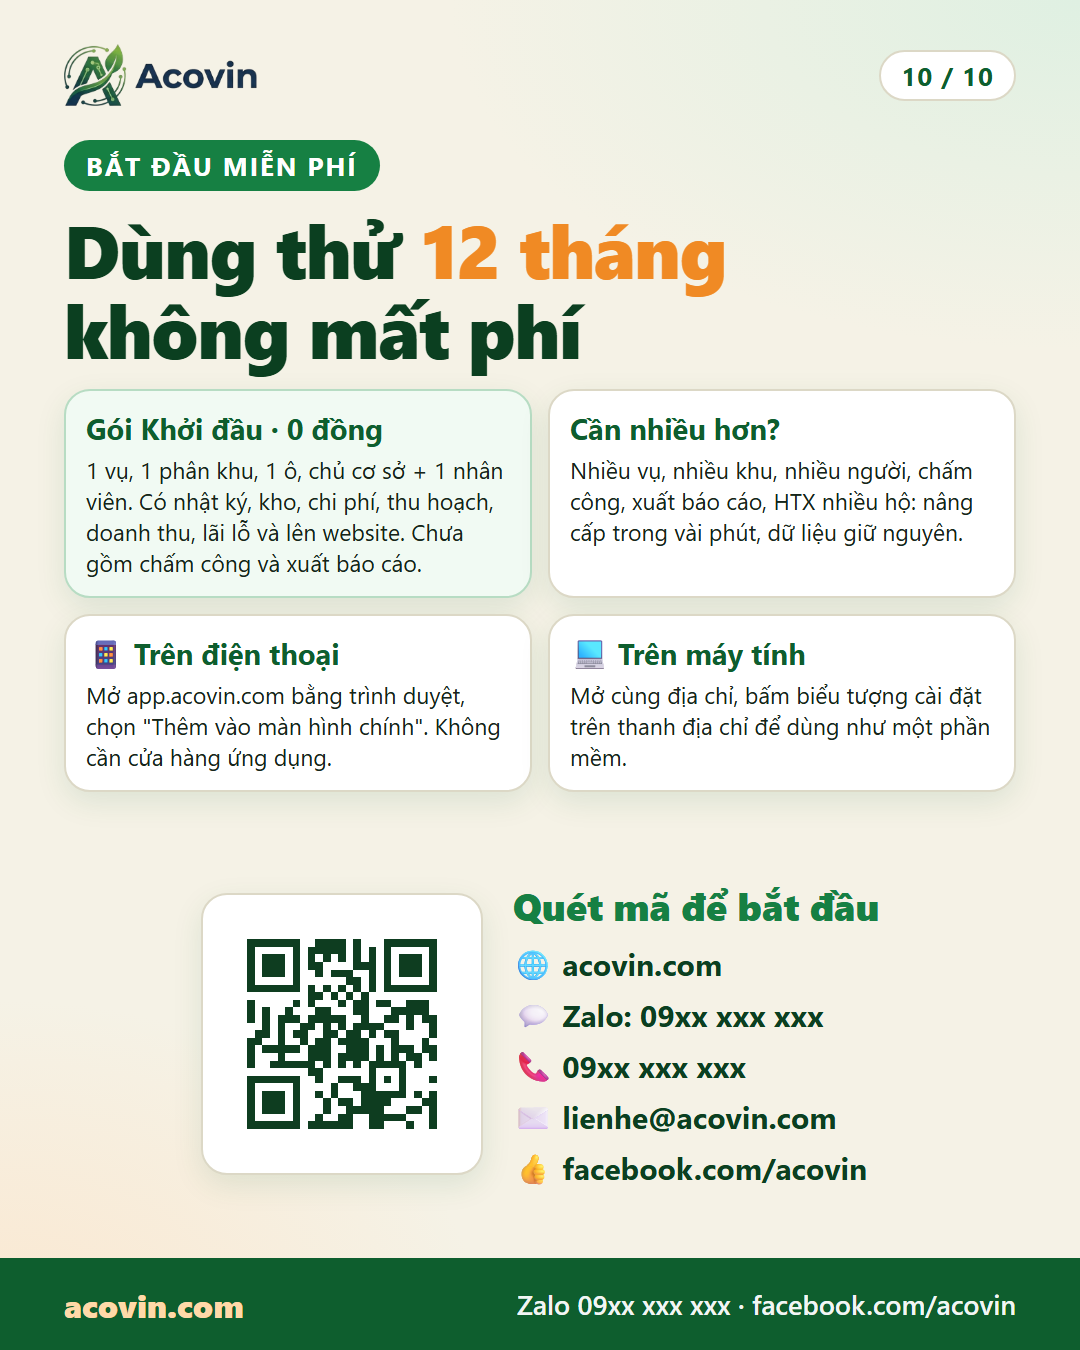 Acovin
10 / 10
BẮT ĐẦU MIỄN PHÍ
Dùng thử 12 tháng
không mất phí
Gói Khởi đầu · 0 đồng
1 vụ, 1 phân khu, 1 ô, chủ cơ sở + 1 nhân
viên. Có nhật ký, kho, chi phí, thu hoạch,
doanh thu, lãi lỗ và lên website. Chưa
gồm chấm công và xuất báo cáo.
Cần nhiều hơn?
Nhiều vụ, nhiều khu, nhiều người, chấm
công, xuất báo cáo, HTX nhiều hộ: nâng
cấp trong vài phút, dữ liệu giữ nguyên.
Trên điện thoại
Mở app.acovin.com bằng trình duyệt,
chọn "Thêm vào màn hình chính". Không
cần cửa hàng ứng dụng.
Trên máy tính
Mở cùng địa chỉ, bấm biểu tượng cài đặt
trên thanh địa chỉ để dùng như một phần
mềm.
Quét mã để bắt đầu
acovin.com
Zalo: 09xx xxx xxx
09xx xxx xxx
lienhe@acovin.com
facebook.com/acovin
acovin.com
Zalo 09xx xxx xxx · facebook.com/acovin